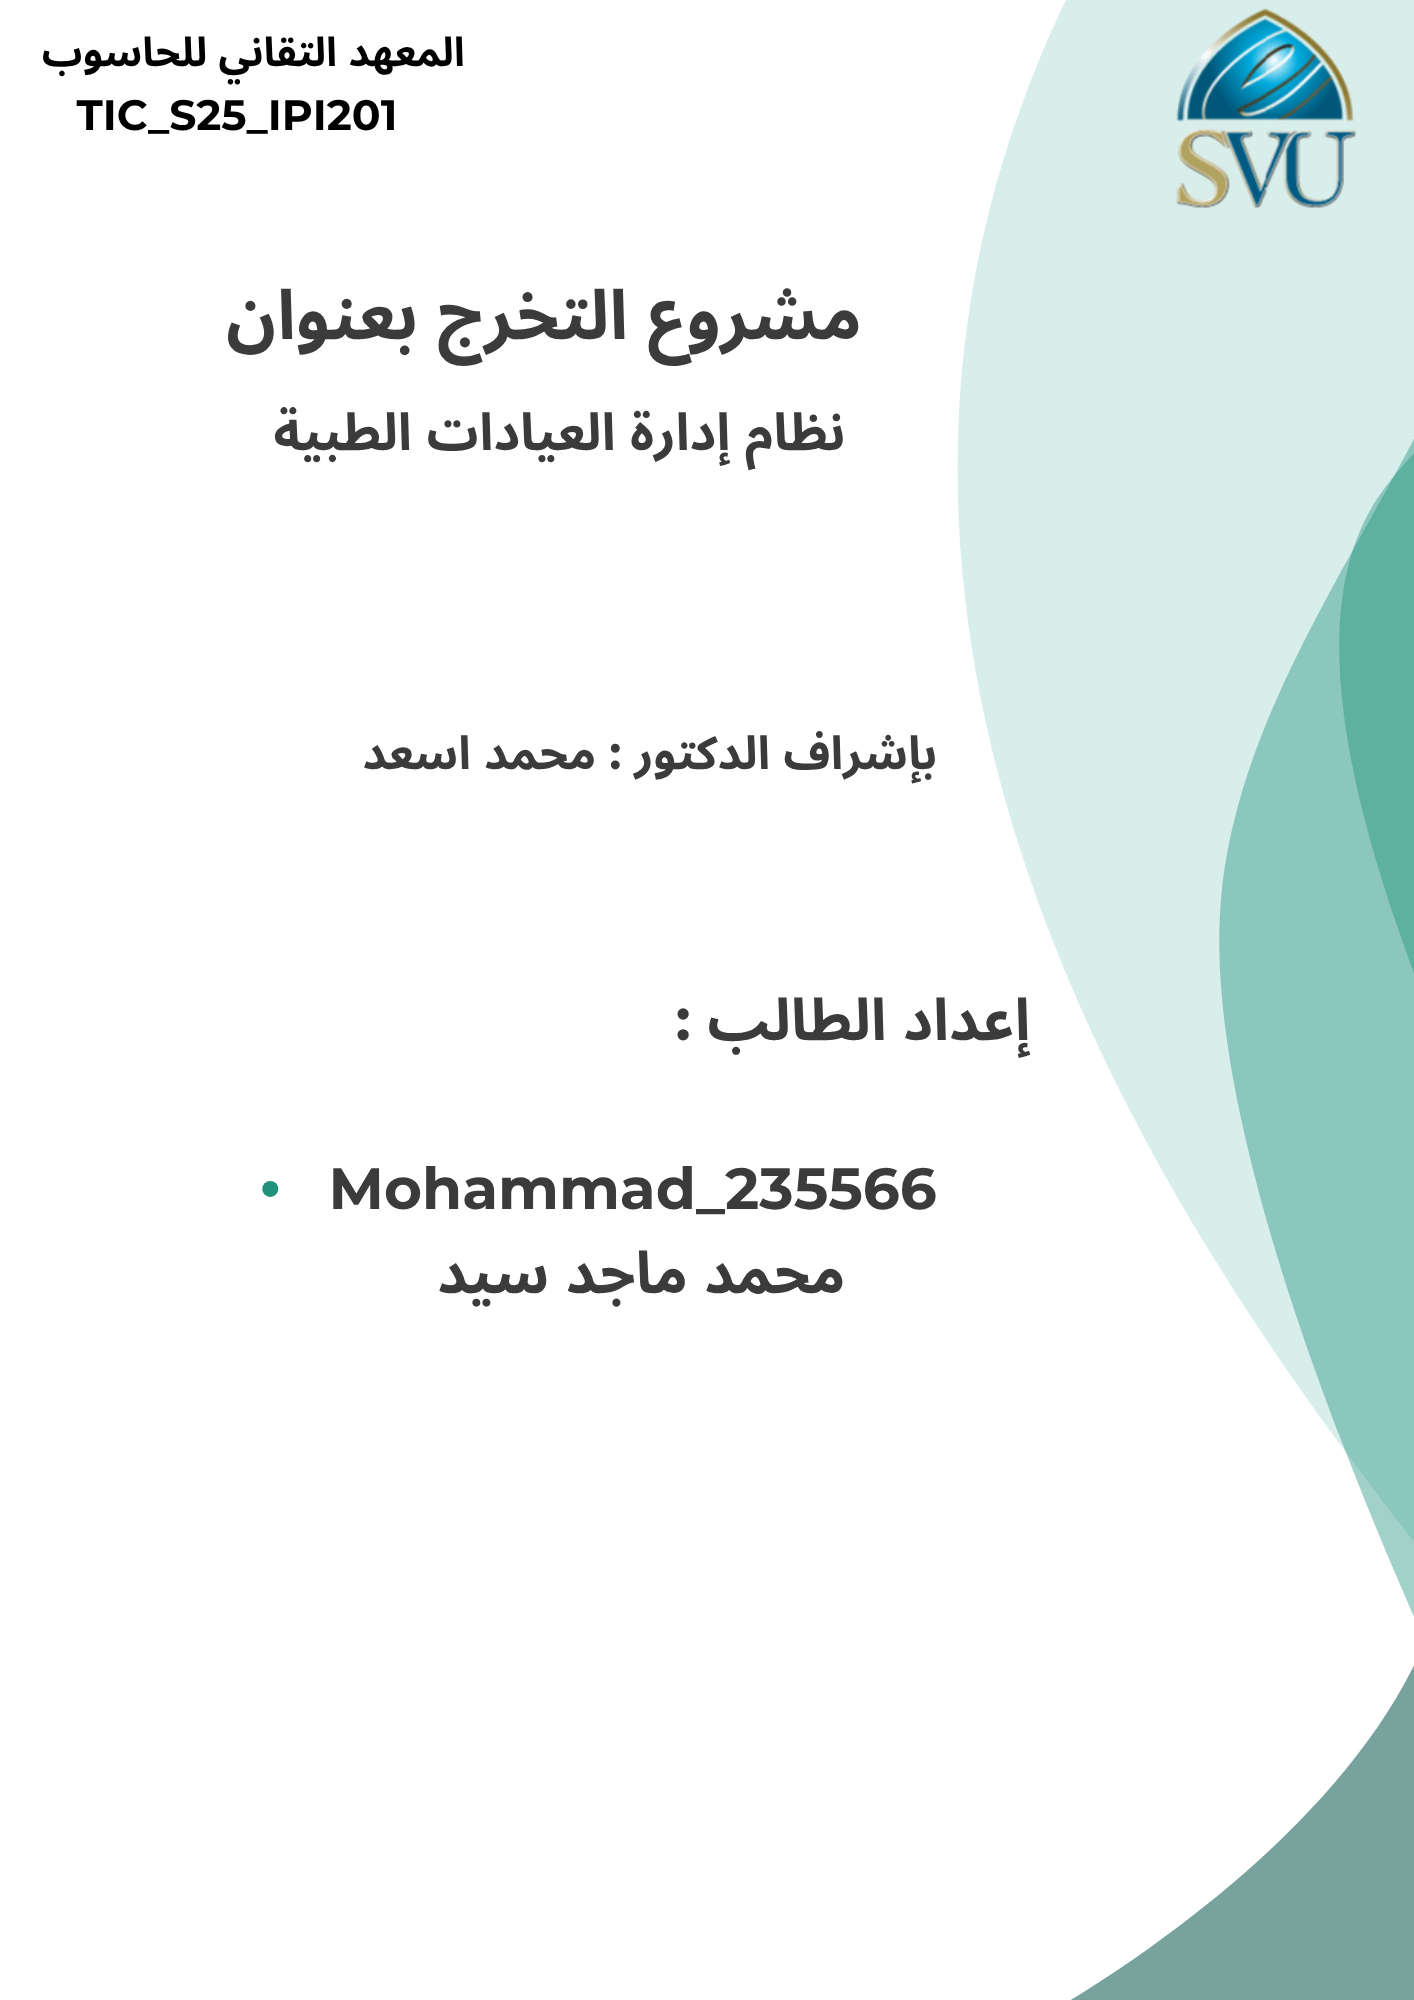 المعهد التقاني للحاسوب
TIC_S25_IPI201
SVU
مشروع التخرج بعنوان
نظام إدارة العيادات الطبية
بإشراف الدكتور : محمد اسعد
إعداد الطالب :
• Mohammad_235566
محمد ماجد سيد